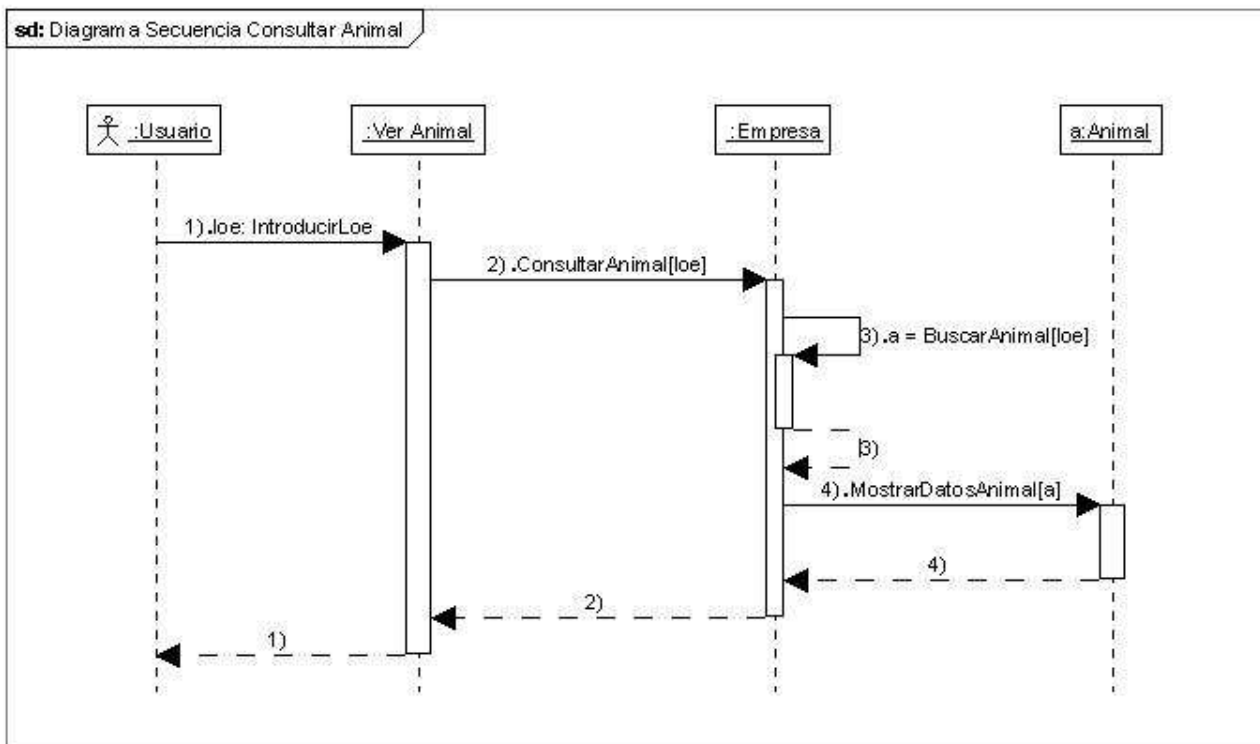 sd: Diagrama Secuencia Consultar Animal
:Usuario
:Ver Animal
:Empresa
a:Animal
1).loe: IntroducirLoe
2).ConsultarAnimal[loe]
3).a = BuscarAnimal[loe]
3)
4).MostrarDatosAnimal[a]
4)
2)
1)